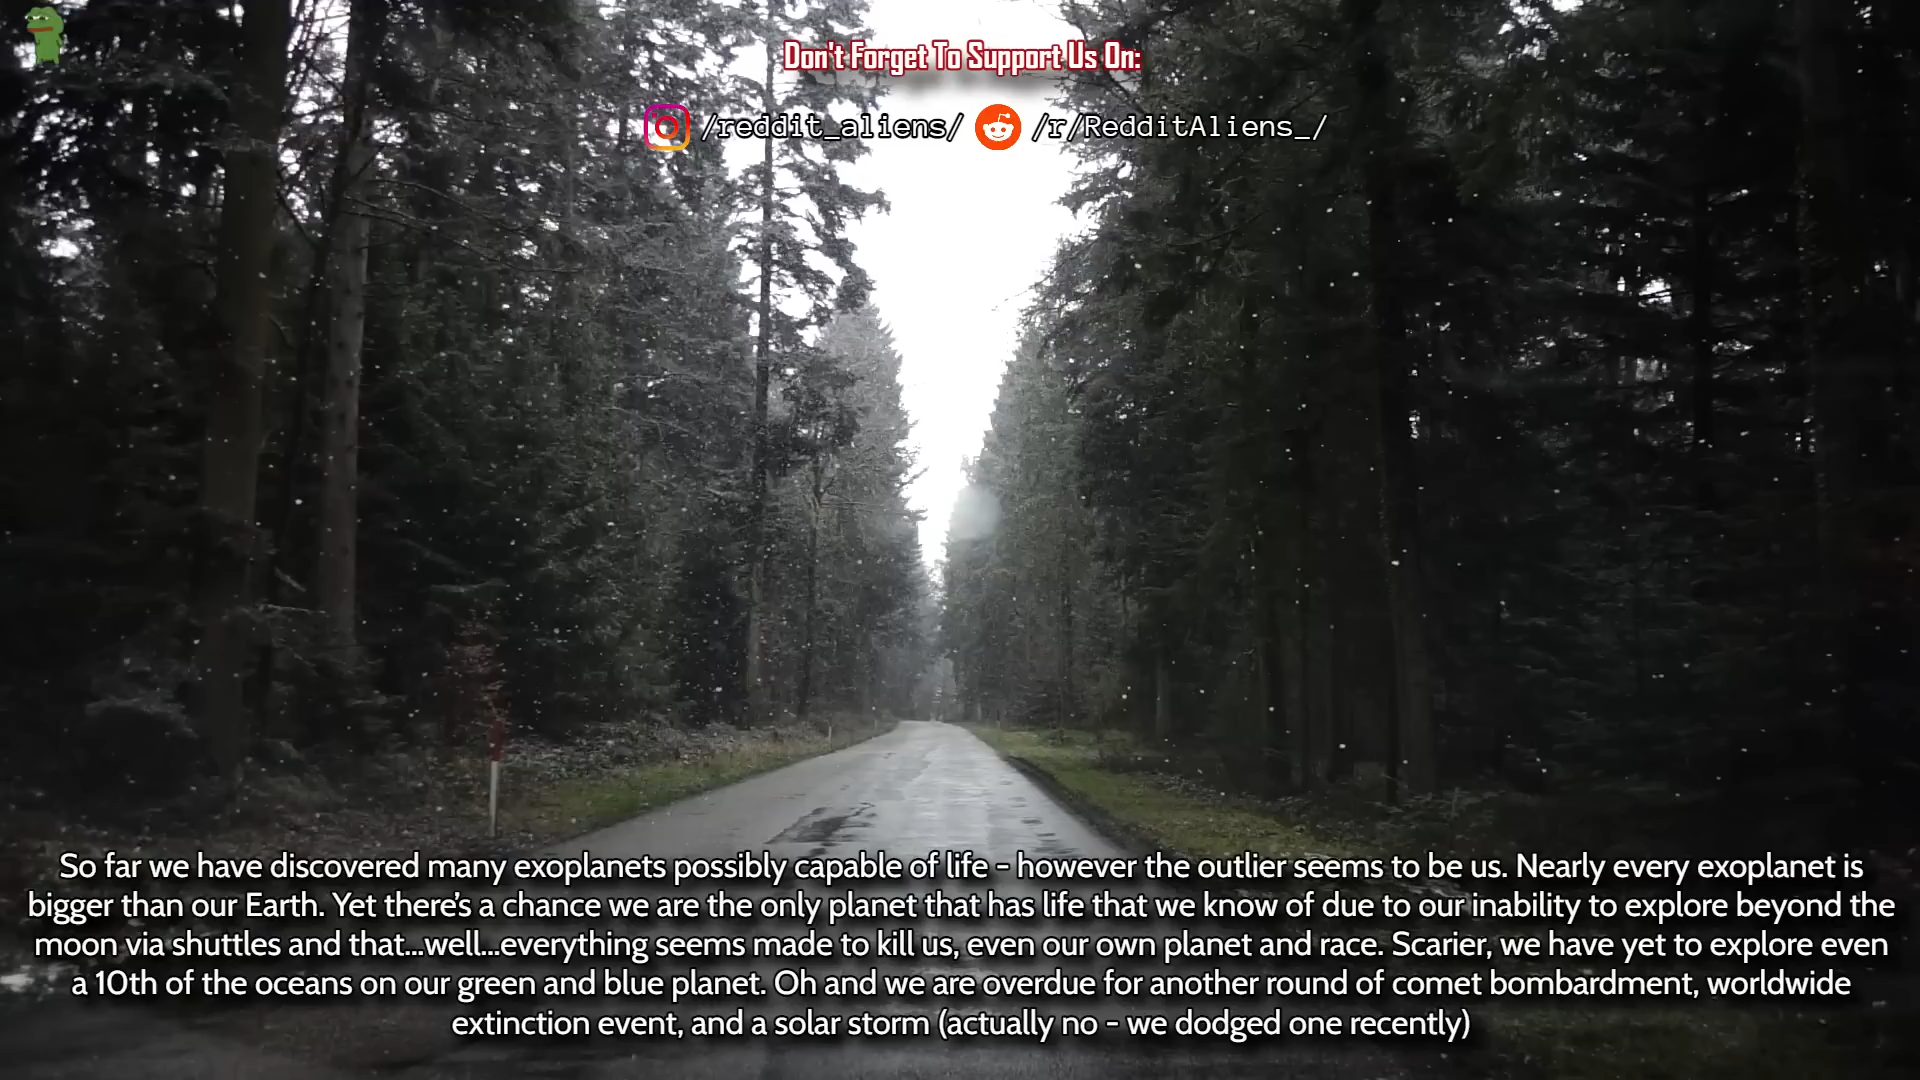 Don't Forget To Support Us On:
/reddit_aliens/ /r/RedditAliens_/
So far we have discovered many exoplanets possibly capable of life - however the outlier seems to be us. Nearly every exoplanet is
bigger than our Earth. Yet there's a chance we are the only planet that has life that we know of due to our inability to explore beyond the
moon via shuttles and that...well...everything seems made to kill us, even our own planet and race. Scarier, we have yet to explore even
a 10th of the oceans on our green and blue planet. Oh and we are overdue for another round of comet bombardment, worldwide
extinction event, and a solar storm (actually no - we dodged one recently)